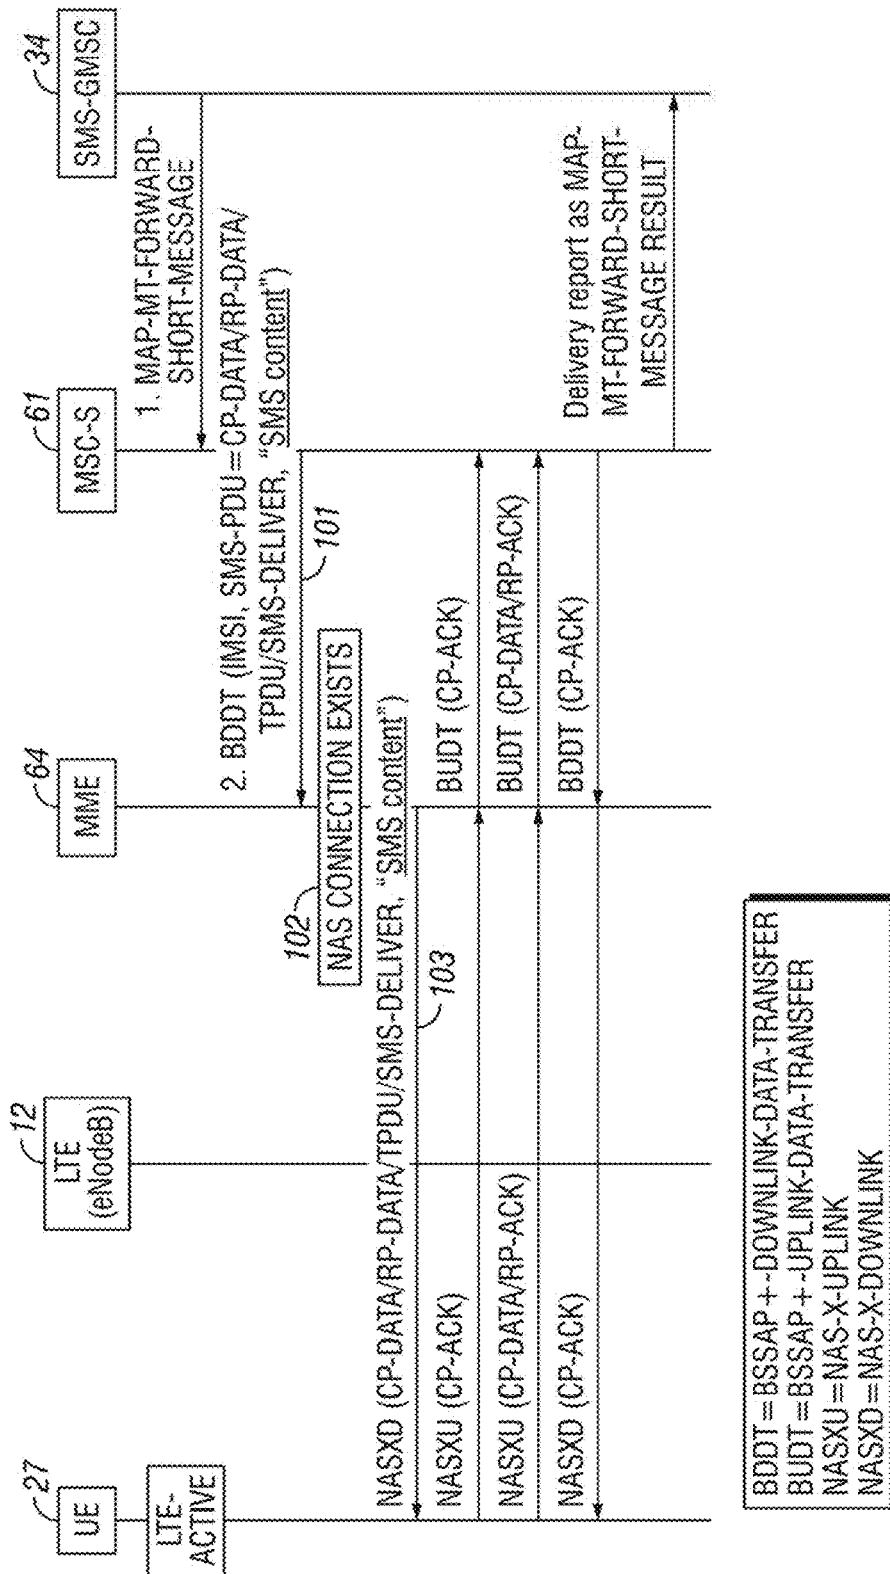 27
UE
LTE-
ACTIVE
12
LTE
(eNodeB)
64
MME
61
MSC-S
34
SMS-GMSC
1. MAP-MT-FORWARD-
SHORT-MESSAGE
2. BDDT (IMSI, SMS-PDU=CP-DATA/RP-DATA/
TPDU/SMS-DELIVER, “SMS content”)
101
102
NAS CONNECTION EXISTS
NASXD (CP-DATA/RP-DATA/TPDU/SMS-DELIVER, “SMS content”)
103
NASXU (CP-ACK)
BUDT (CP-ACK)
NASXU (CP-DATA/RP-ACK)
BUDT (CP-DATA/RP-ACK)
NASXD (CP-ACK)
BDDT (CP-ACK)
Delivery report as MAP-
MT-FORWARD-SHORT-
MESSAGE RESULT
BDDT=BSSAP+-DOWNLINK-DATA-TRANSFER
BUDT=BSSAP+-UPLINK-DATA-TRANSFER
NASXU=NAS-X-UPLINK
NASXD=NAS-X-DOWNLINK